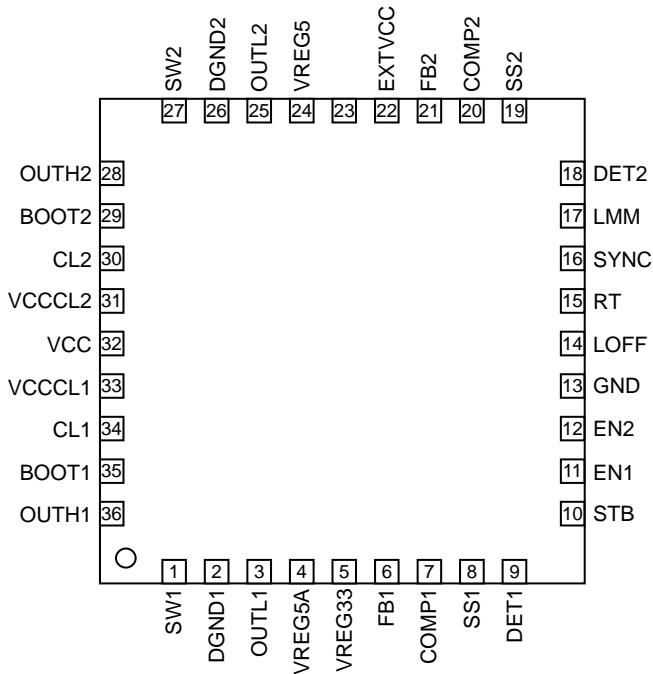 SW2
DGND2
OUTL2
VREG5
EXTVCC
FB2
COMP2
SS2
27
26
25
24
23
22
21
20
19
OUTH2 28
BOOT2 29
CL2 30
VCCCL2 31
VCC 32
VCCCL1 33
CL1 34
BOOT1 35
OUTH1 36
18 DET2
17 LMM
16 SYNC
15 RT
14 LOFF
13 GND
12 EN2
11 EN1
10 STB
1
2
3
4
5
6
7
8
9
SW1
DGND1
OUTL1
VREG5A
VREG33
FB1
COMP1
SS1
DET1